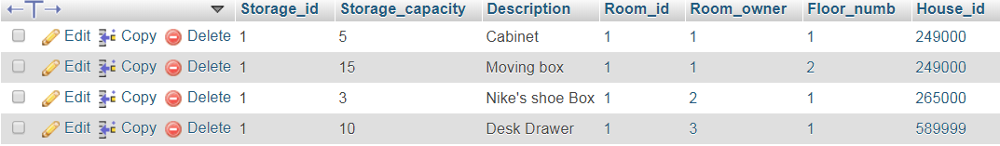 Storage_id Storage_capacity Description Room_id Room_owner Floor_numb House_id
Edit Copy Delete 1 5 Cabinet 1 1 1 249000
Edit Copy Delete 1 15 Moving box 1 1 2 249000
Edit Copy Delete 1 3 Nike's shoe Box 1 2 1 265000
Edit Copy Delete 1 10 Desk Drawer 1 3 1 589999